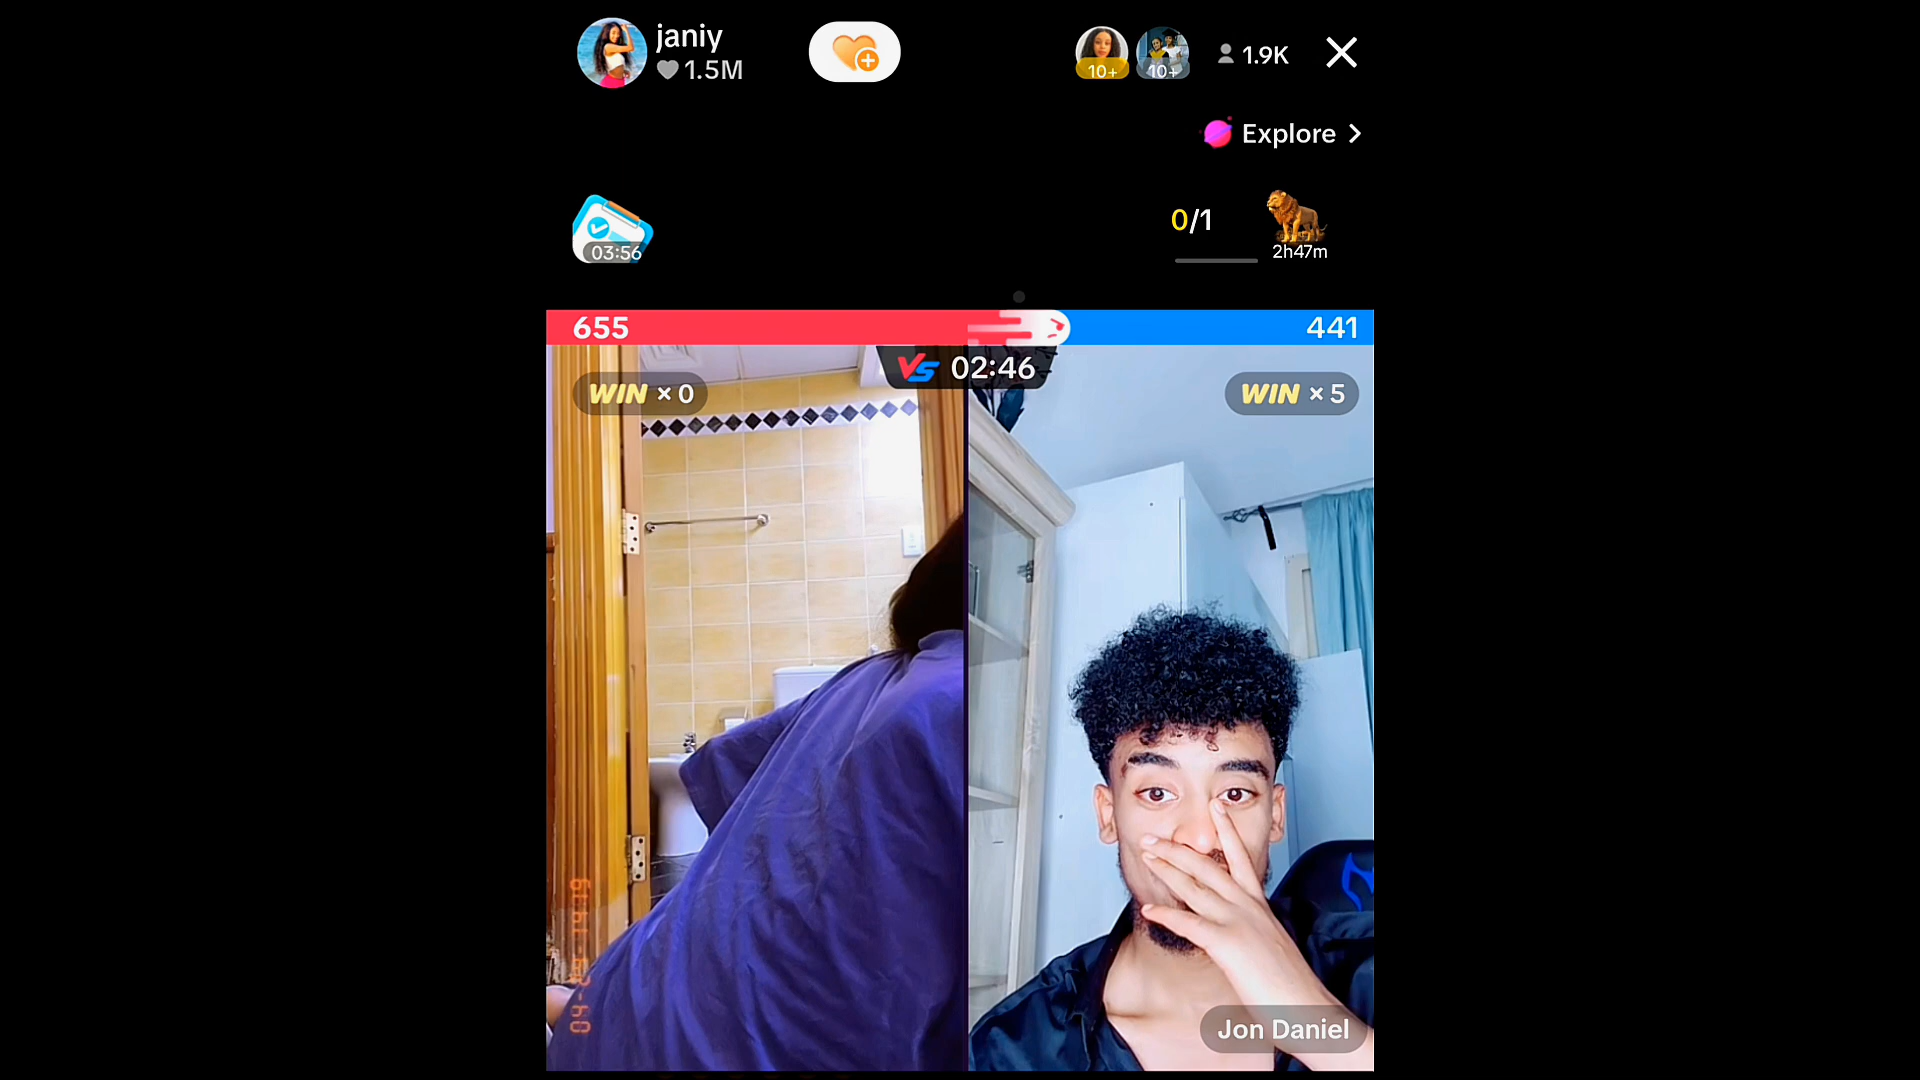 janiy
1.5M
10+
10+
1.9K
Explore
03:56
0/1
2h47m
655
441
VS 02:46
WIN × 0
WIN × 5
Jon Daniel